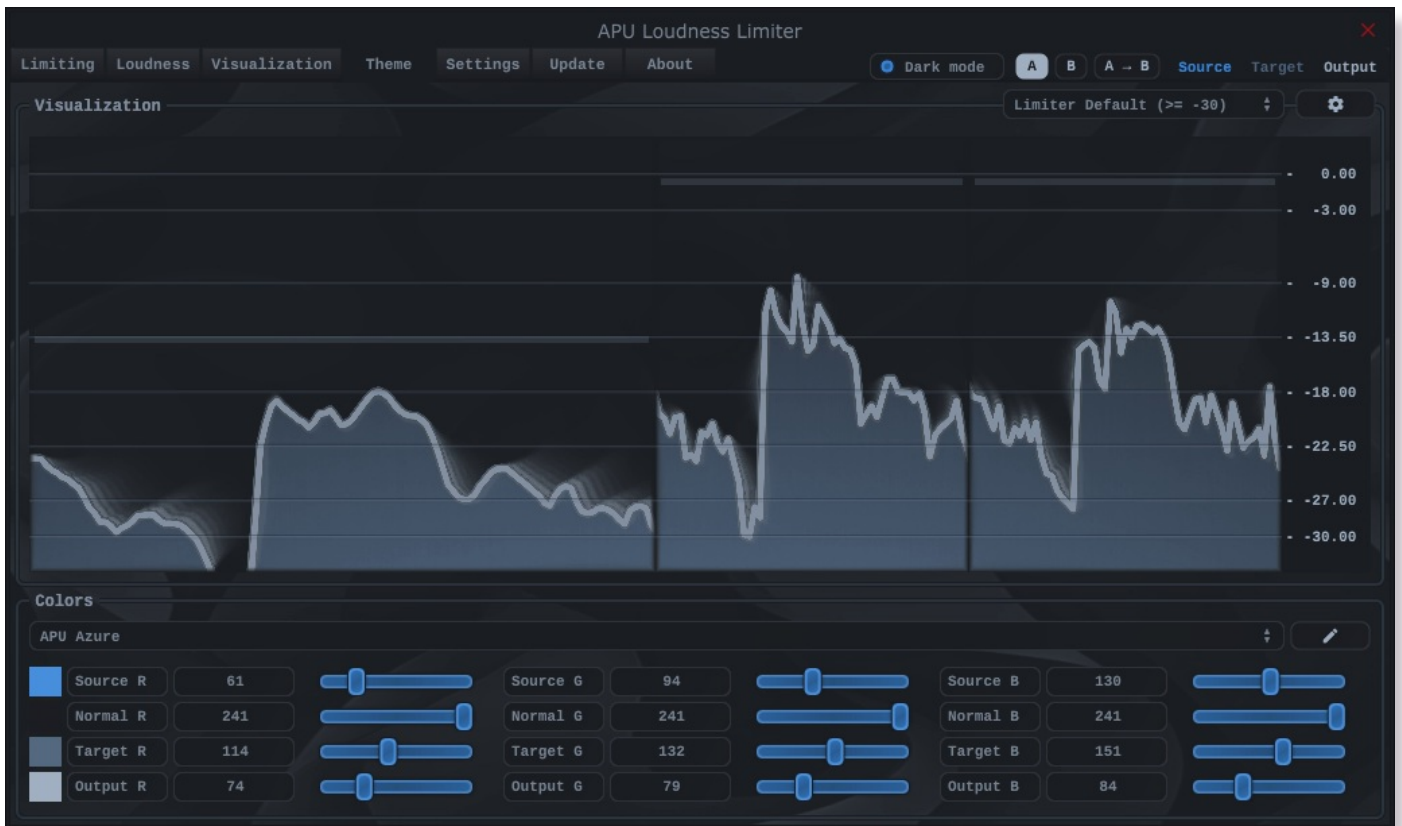 APU Loudness Limiter
Limiting Loudness Visualization Theme Settings Update About Dark mode A B A → B Source Target Output
Visualization Limiter Default (>= -30)
- 0.00
- -3.00
- -9.00
- -13.50
- -18.00
- -22.50
- -27.00
- -30.00
Colors
APU Azure
Source R 61 Source G 94 Source B 130
Normal R 241 Normal G 241 Normal B 241
Target R 114 Target G 132 Target B 151
Output R 74 Output G 79 Output B 84